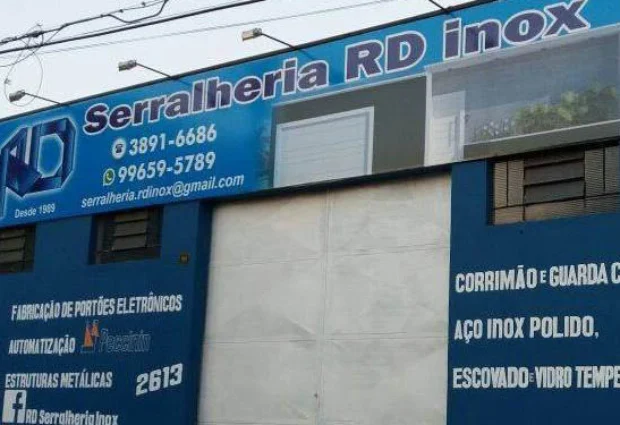 Serralheria RD inox
3891-6686
99659-5789
serralheria.rdinox@gmail.com
RD
Desde 1989
FABRICAÇÃO DE PORTÕES ELETRÔNICOS
AUTOMATIZAÇÃO Peccinin
ESTRUTURAS METÁLICAS 2613
f RD Serralheria Inox
CORRIMÃO E GUARDA C
AÇO INOX POLIDO,
ESCOVADO E VIDRO TEMPE